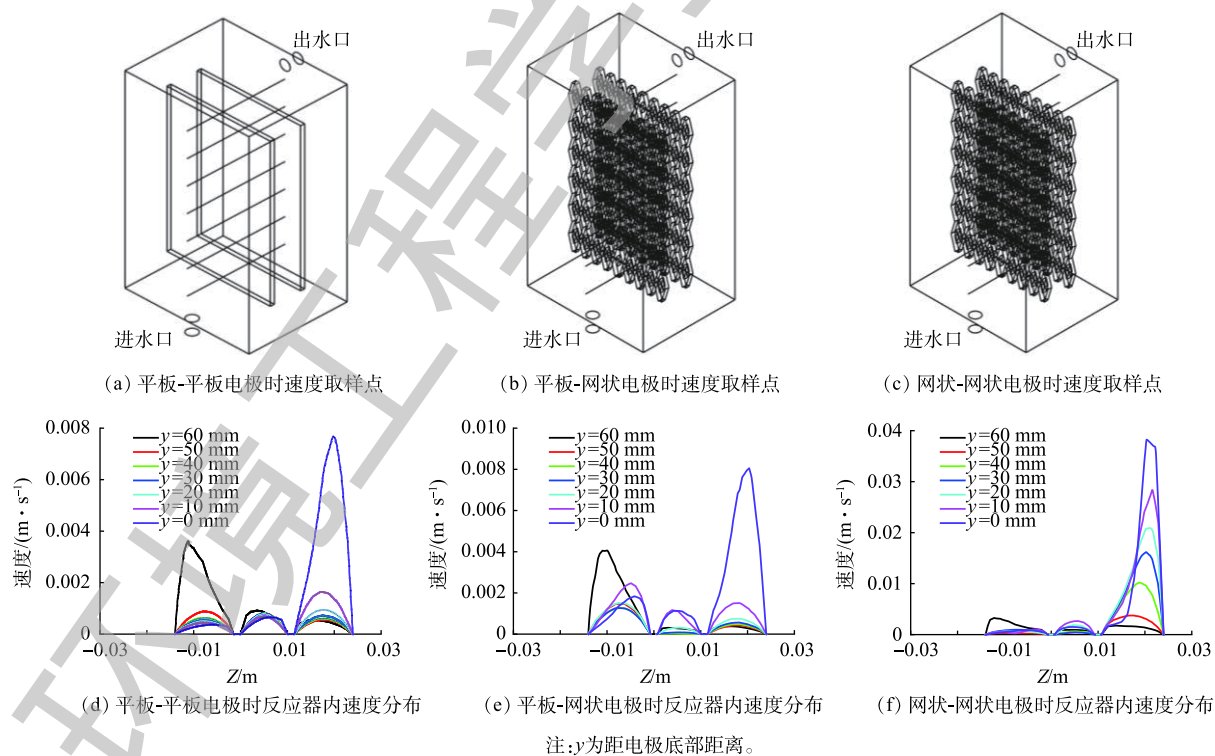 出水口
出水口
出水口
进水口
进水口
进水口
(a) 平板-平板电极时速度取样点
(b) 平板-网状电极时速度取样点
(c) 网状-网状电极时速度取样点
速度/(m·s⁻¹)
0.008
0.006
0.004
0.002
0
y=60 mm
y=50 mm
y=40 mm
y=30 mm
y=20 mm
y=10 mm
y=0 mm
−0.03
−0.01
0.01
0.03
Z/m
(d) 平板-平板电极时反应器内速度分布
速度/(m·s⁻¹)
0.010
0.008
0.006
0.004
0.002
0
y=60 mm
y=50 mm
y=40 mm
y=30 mm
y=20 mm
y=10 mm
y=0 mm
−0.03
−0.01
0.01
0.03
Z/m
(e) 平板-网状电极时反应器内速度分布
速度/(m·s⁻¹)
0.04
0.03
0.02
0.01
0
y=60 mm
y=50 mm
y=40 mm
y=30 mm
y=20 mm
y=10 mm
y=0 mm
−0.03
−0.01
0.01
0.03
Z/m
(f) 网状-网状电极时反应器内速度分布
注:y为距电极底部距离。
环境工程学